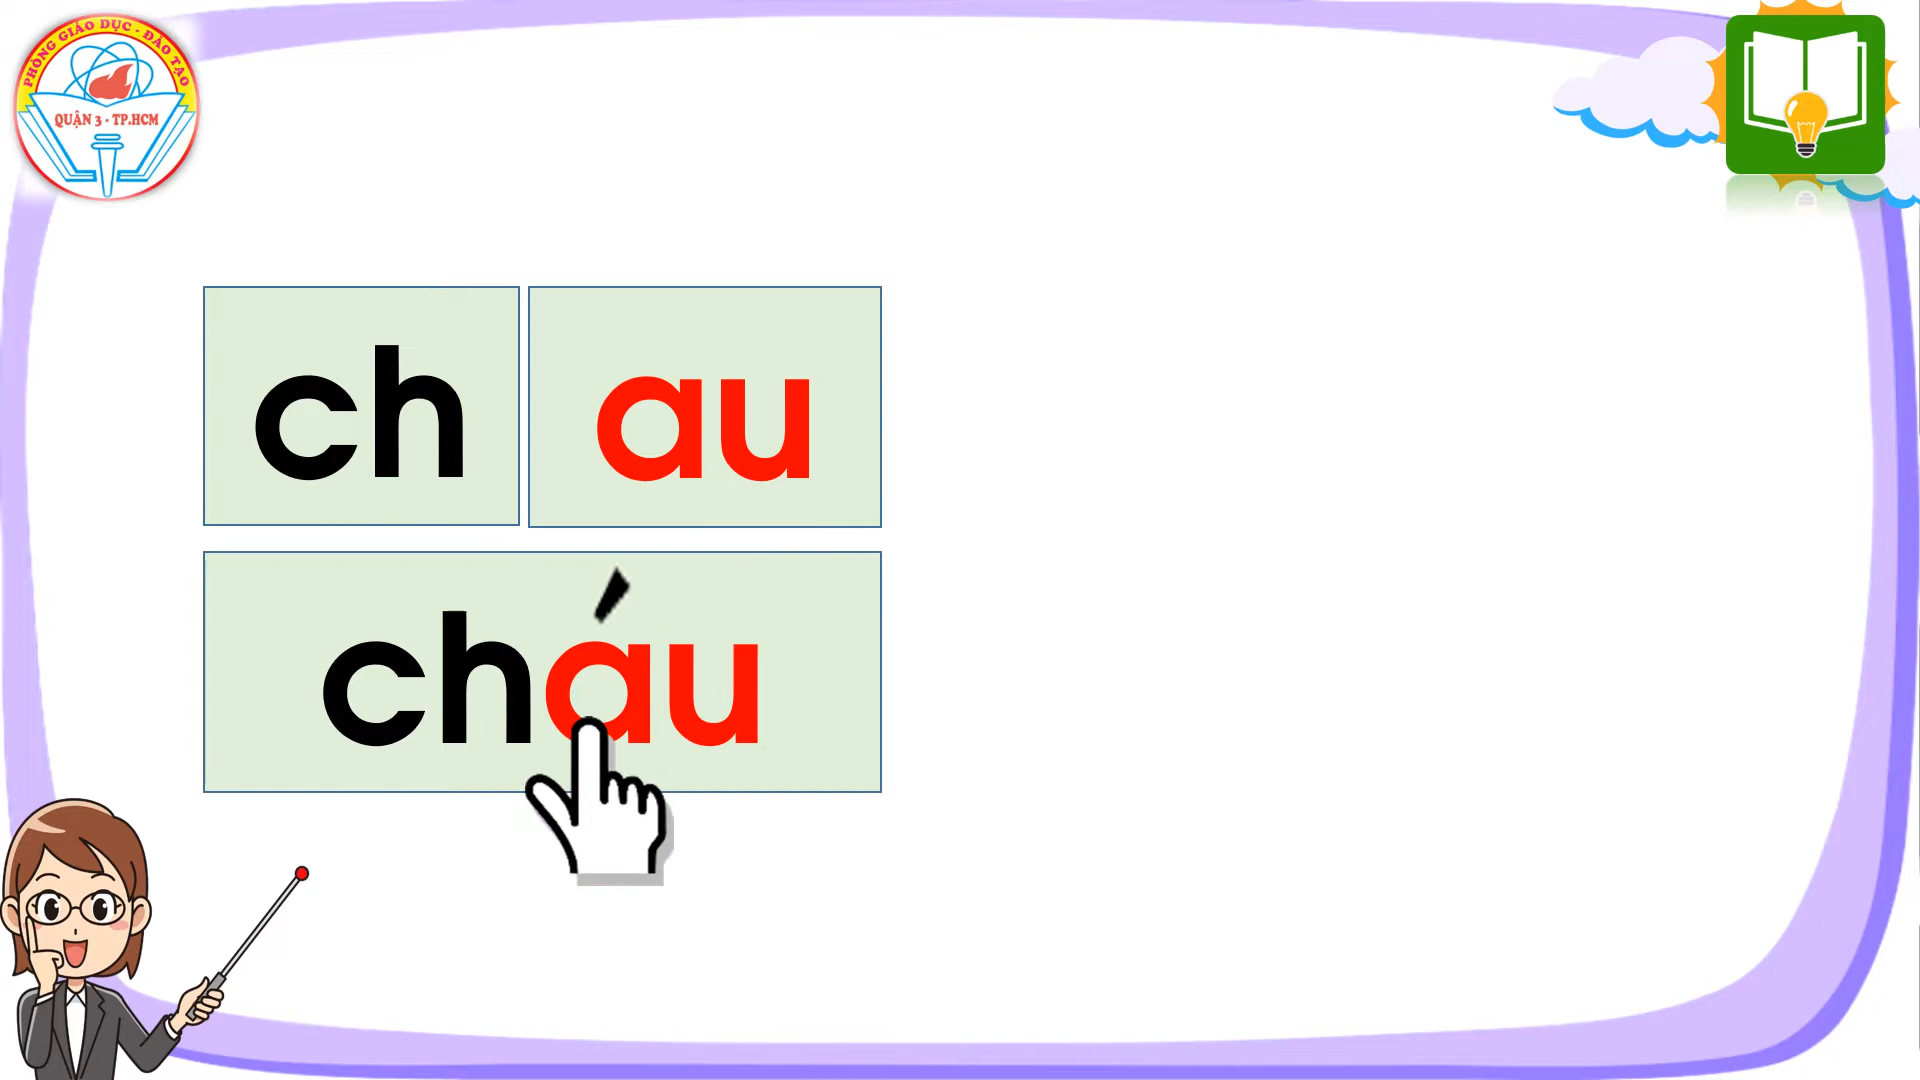 PHÒNG GIÁO DỤC - ĐÀO TẠO
QUẬN 3 - TP.HCM
ch au
cháu